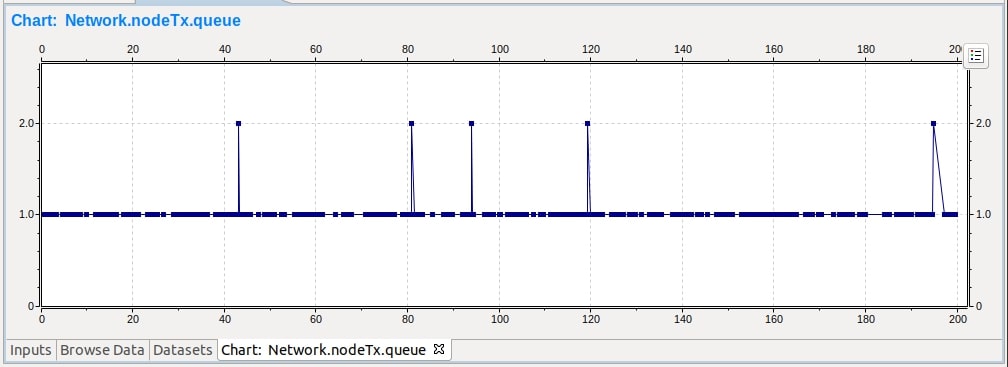 Chart: Network.nodeTx.queue
0 20 40 60 80 100 120 140 160 180 20
2.0 2.0
1.0 1.0
0 0
0 20 40 60 80 100 120 140 160 180 200
Inputs Browse Data Datasets Chart: Network.nodeTx.queue